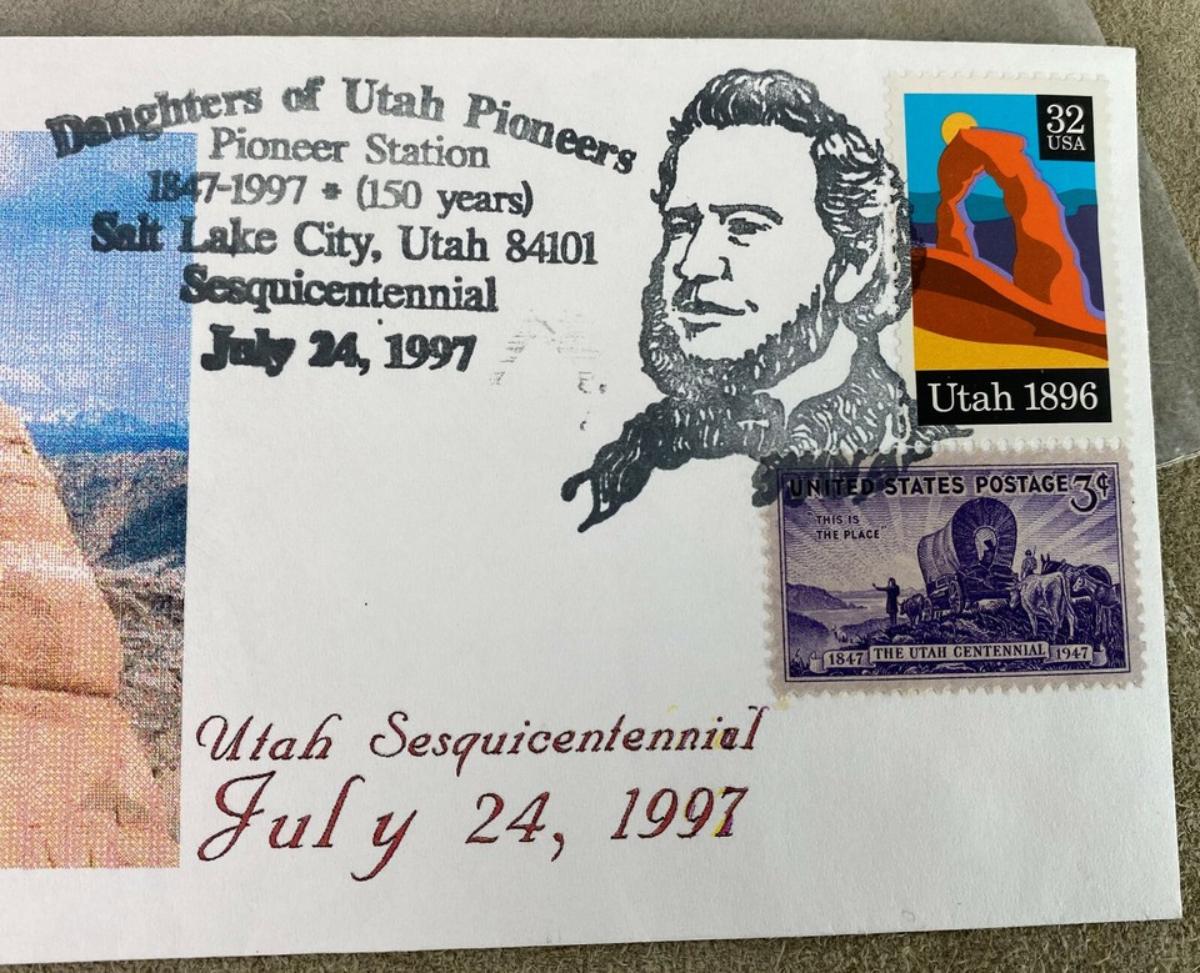 Daughters of Utah Pioneers
Pioneer Station
1847-1997 * (150 years)
Salt Lake City, Utah 84101
Sesquicentennial
July 24, 1997
32
USA
Utah 1896
UNITED STATES POSTAGE 3¢
"THIS IS
THE PLACE"
1847 THE UTAH CENTENNIAL 1947
Utah Sesquicentennial
July 24, 1997